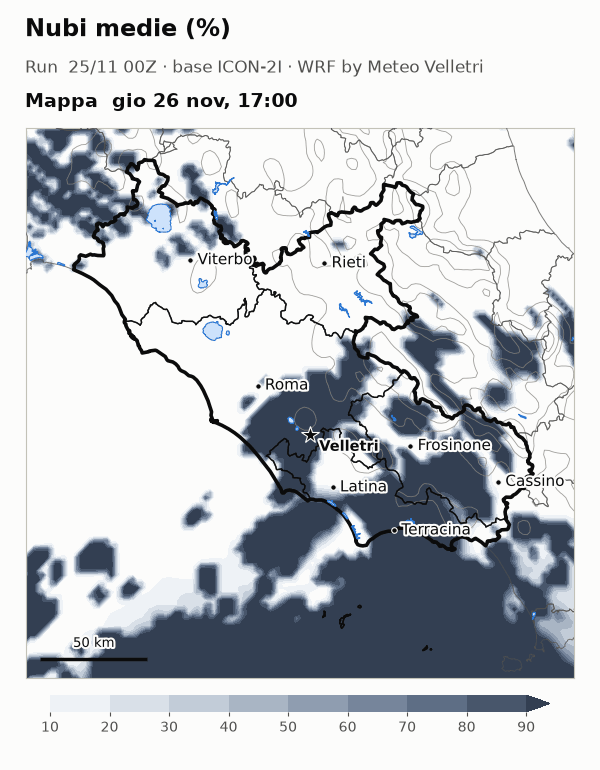 Nubi medie (%)
Run  25/11 00Z · base ICON-2I · WRF by Meteo Velletri
Mappa  gio 26 nov, 17:00
Viterbo
Rieti
Roma
Velletri
Frosinone
Cassino
Latina
Terracina
50 km
10 20 30 40 50 60 70 80 90